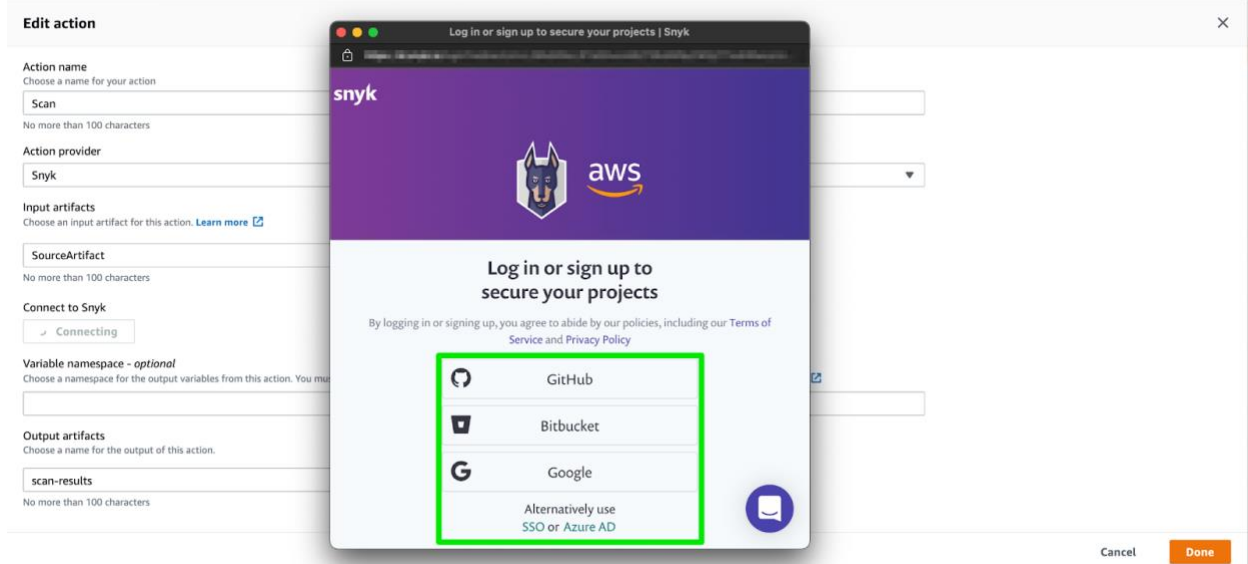 Edit action
Log in or sign up to secure your projects | Snyk
Action name
Choose a name for your action
Scan
No more than 100 characters
Action provider
Snyk
Input artifacts
Choose an input artifact for this action. Learn more
SourceArtifact
No more than 100 characters
Connect to Snyk
Connecting
Variable namespace - optional
Choose a namespace for the output variables from this action. You
Output artifacts
Choose a name for the output of this action.
scan-results
No more than 100 characters
snyk
aws
Log in or sign up to
secure your projects
By logging in or signing up, you agree to abide by our policies, including our Terms of
Service and Privacy Policy
GitHub
Bitbucket
Google
Alternatively use
SSO or Azure AD
Cancel
Done